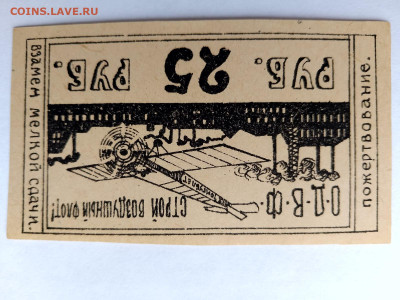 COINS.LAVE.RU
О.Д.В.Ф.
СТРОЙ ВОЗДУШНЫЙ ФЛОТ!
РУБ. 25 РУБ.
взамен мелкой сдачи.
пожертвование.